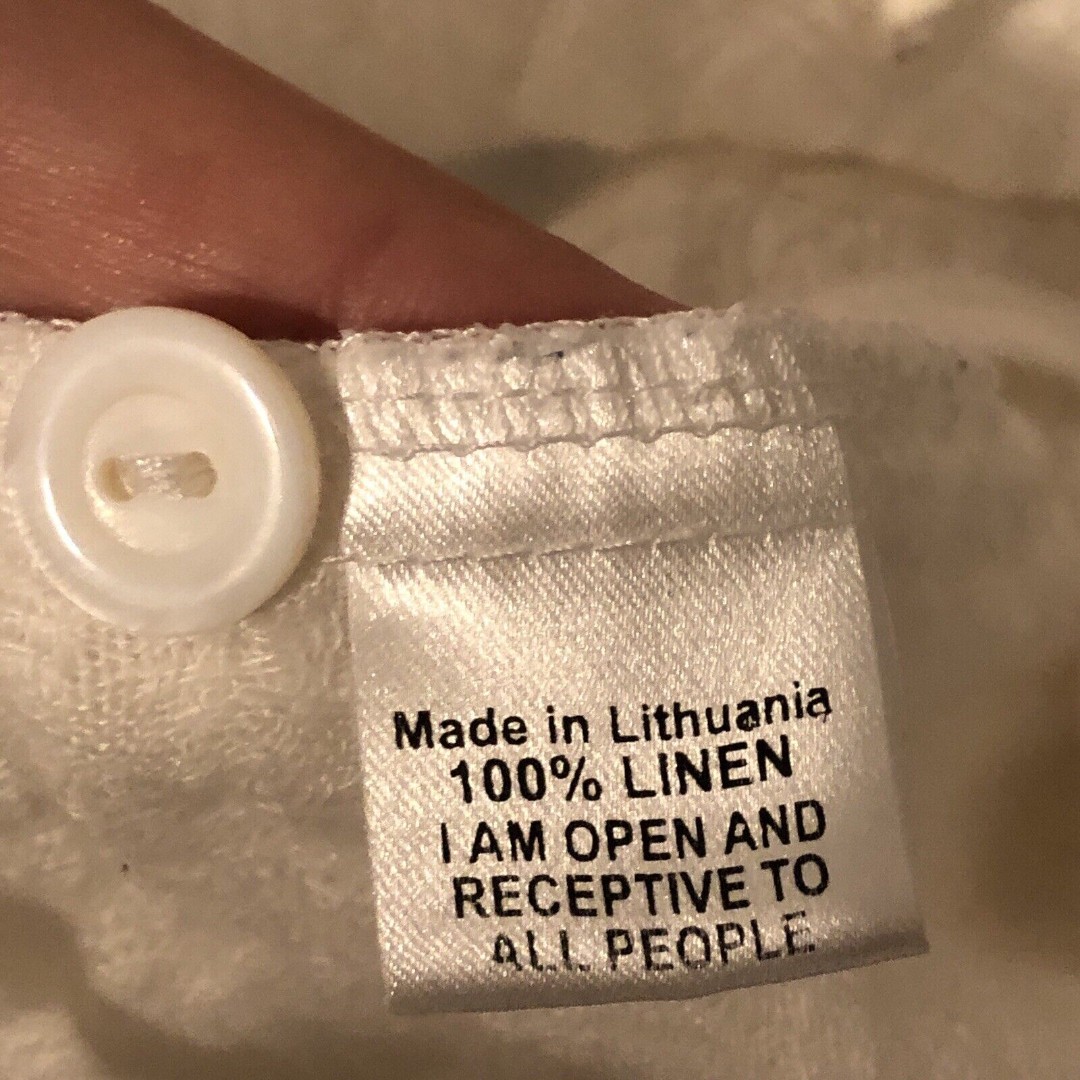 Made in Lithuania
100% LINEN
I AM OPEN AND
RECEPTIVE TO
ALL PEOPLE